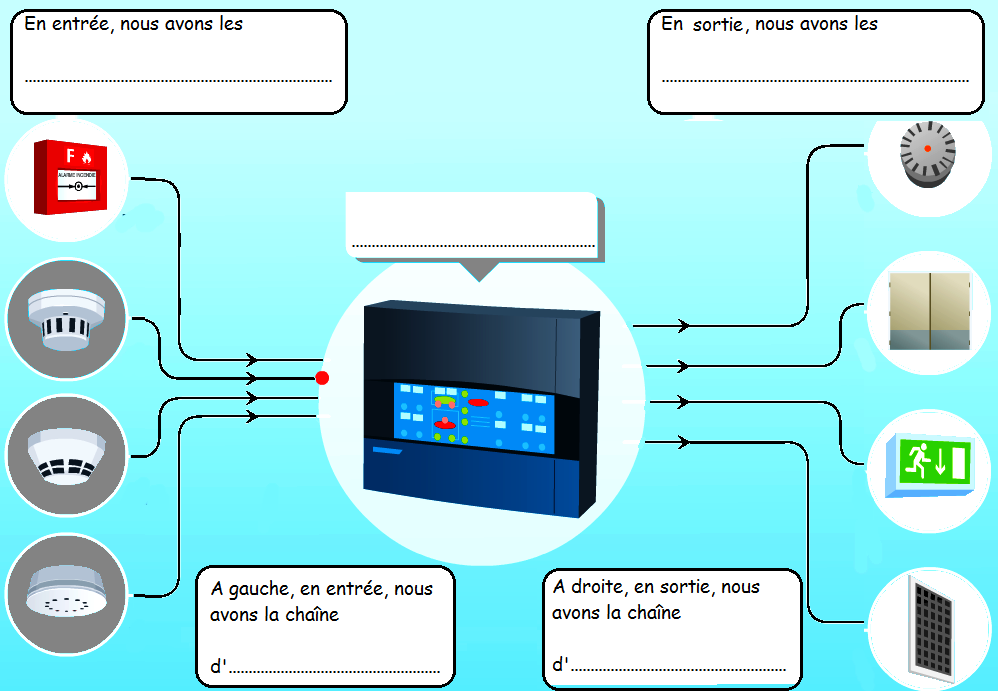 En entrée, nous avons les
...........................................................................
En sortie, nous avons les
...........................................................................
F
ALARME INCENDIE
...........................................................
A gauche, en entrée, nous
avons la chaîne
d'...................................................
A droite, en sortie, nous
avons la chaîne
d'...................................................